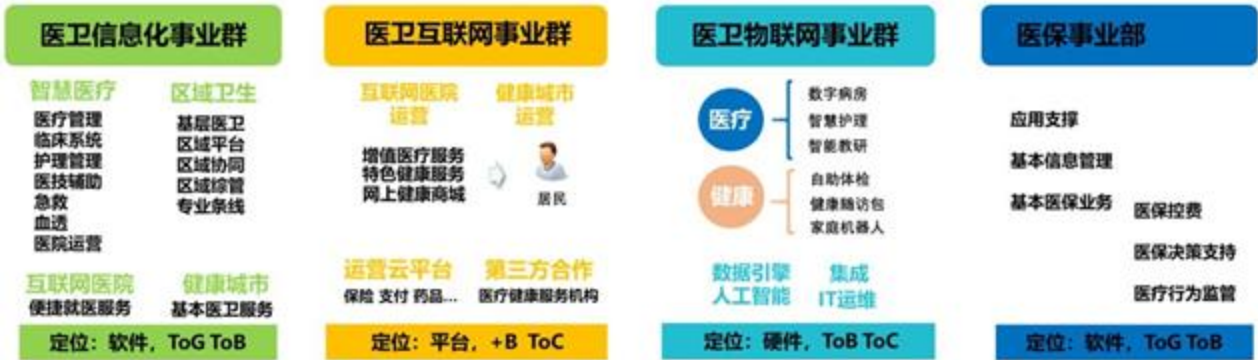 医卫信息化事业群
智慧医疗
医疗管理
临床系统
护理管理
医技辅助
急救
血透
医院运营
区域卫生
基层医卫
区域平台
区域协同
区域综管
专业条线
互联网医院
便捷就医服务
健康城市
基本医卫服务
定位：软件，ToG ToB
医卫互联网事业群
互联网医院
运营
健康城市
运营
增值医疗服务
特色健康服务
网上健康商城
居民
运营云平台
保险 支付 药品...
第三方合作
医疗健康服务机构
定位：平台，+B ToC
医卫物联网事业群
医疗
数字病房
智慧护理
智能教研
健康
自助体检
健康随访包
家庭机器人
数据引擎
人工智能
集成
IT运维
定位：硬件，ToB ToC
医保事业部
应用支撑
基本信息管理
基本医保业务
医保控费
医保决策支持
医疗行为监管
定位：软件，ToG ToB